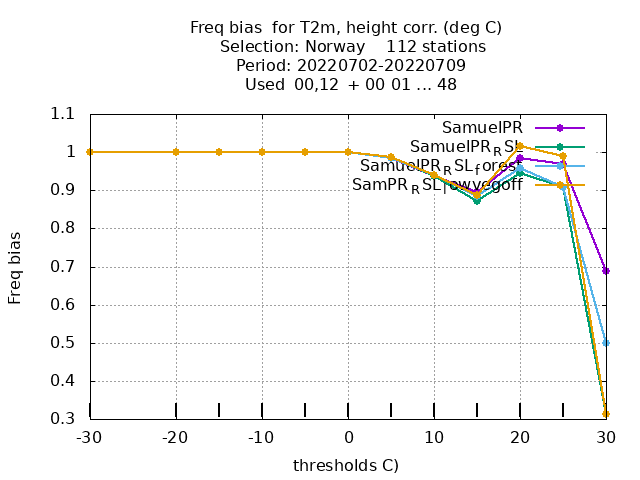 Freq bias for T2m, height corr. (deg C)
Selection: Norway 112 stations
Period: 20220702-20220709
Used 00,12 + 00 01 ... 48
SamuelPR
SamuelPR_RSL
SamuelPR_RSL_forest
1.1
1
0.9
0.8
0.7
0.6
0.5
0.4
0.3
Freq bias
-30
-20
-10
0
10
20
30
thresholds C)